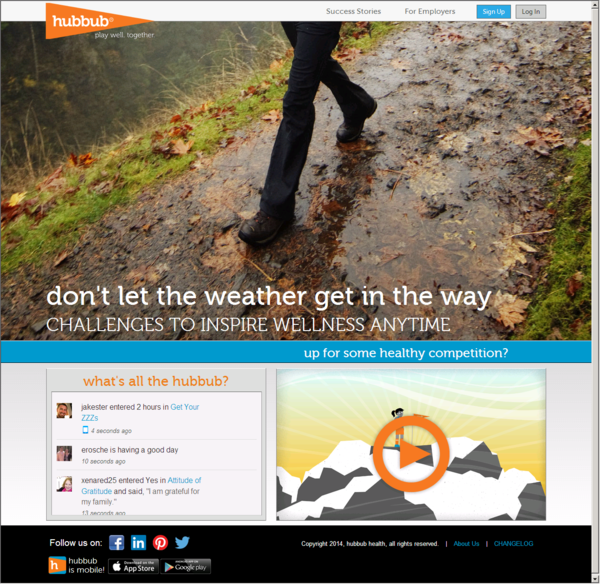 hubbub®
play well. together
Success Stories
For Employers
Sign Up
Log In
don't let the weather get in the way
CHALLENGES TO INSPIRE WELLNESS ANYTIME
up for some healthy competition?
what's all the hubbub?
jakester entered 2 hours in Get Your
ZZZs
4 seconds ago
erosche is having a good day
10 seconds ago
xenared25 entered Yes in Attitude of
Gratitude and said, "I am grateful for
my family."
13 seconds ago
Follow us on:
Copyright 2014, hubbub health, all rights reserved. | About Us | CHANGELOG
hubbub
is mobile!
Download on the
App Store
Google play